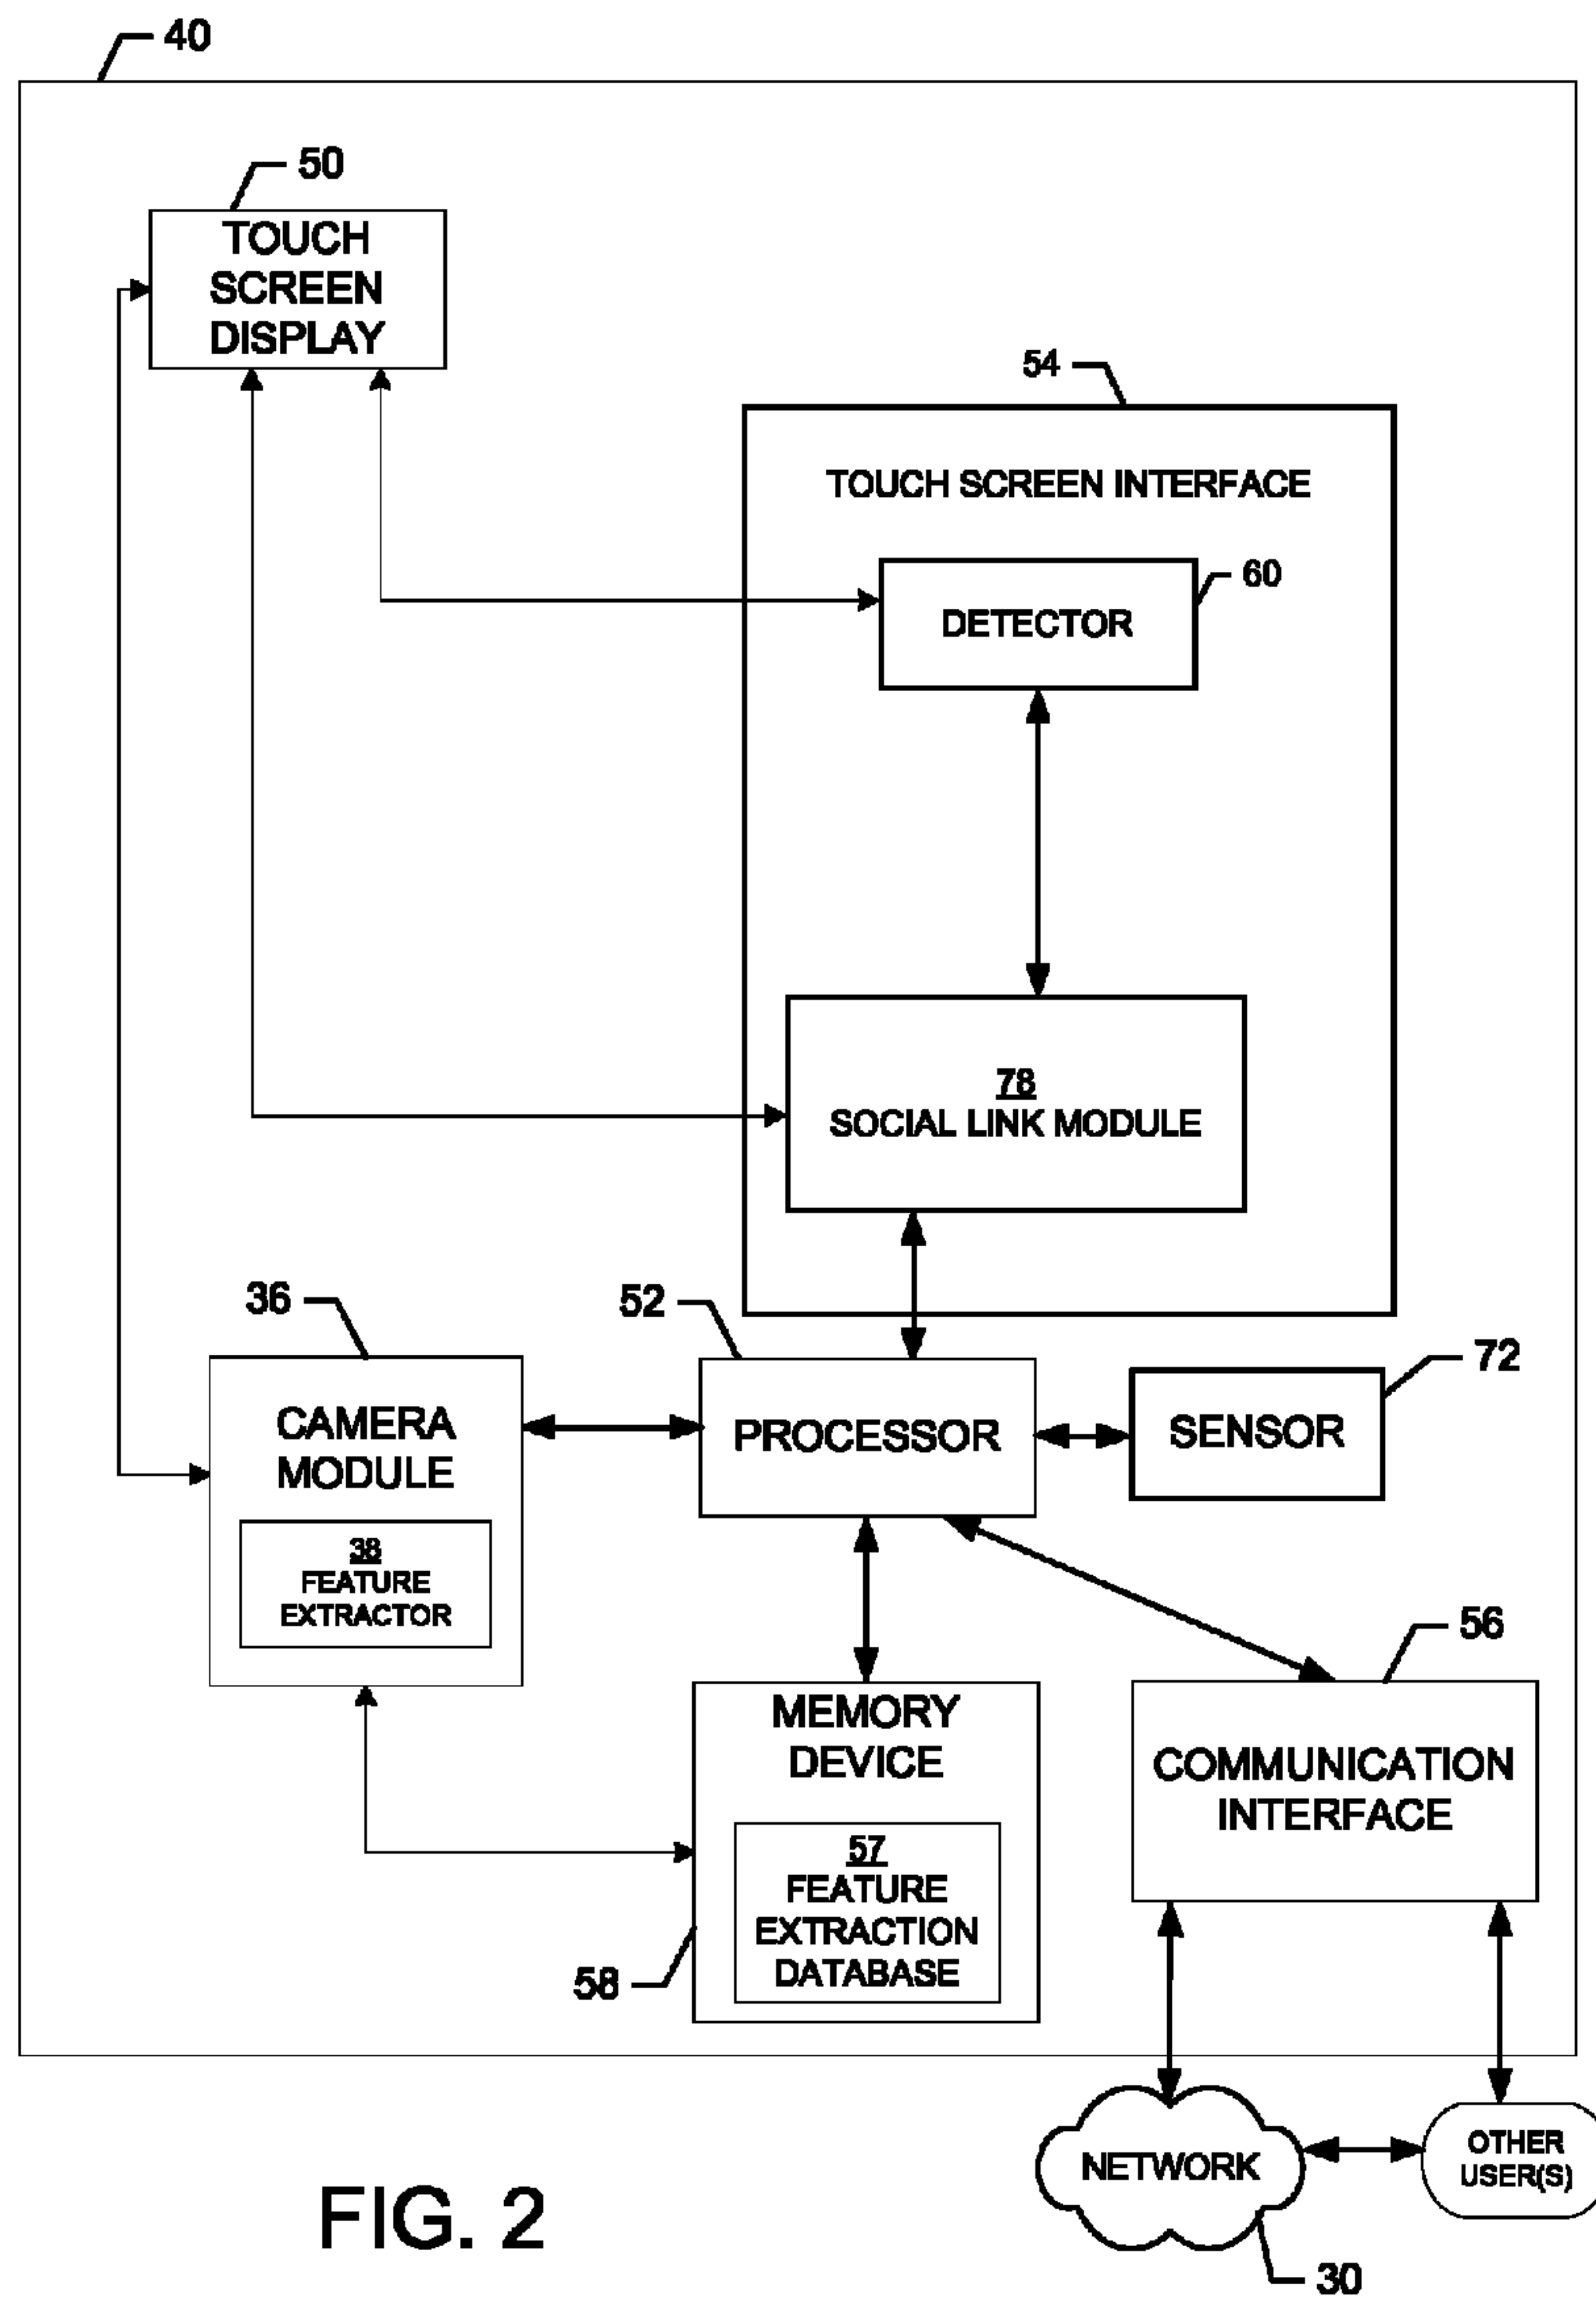 40
50
TOUCH
SCREEN
DISPLAY
54
TOUCH SCREEN INTERFACE
60
DETECTOR
78
SOCIAL LINK MODULE
36
52
72
CAMERA
MODULE
PROCESSOR
SENSOR
38
FEATURE
EXTRACTOR
56
MEMORY
DEVICE
COMMUNICATION
INTERFACE
57
FEATURE
EXTRACTION
DATABASE
58
NETWORK
OTHER
USER(S)
30
FIG. 2